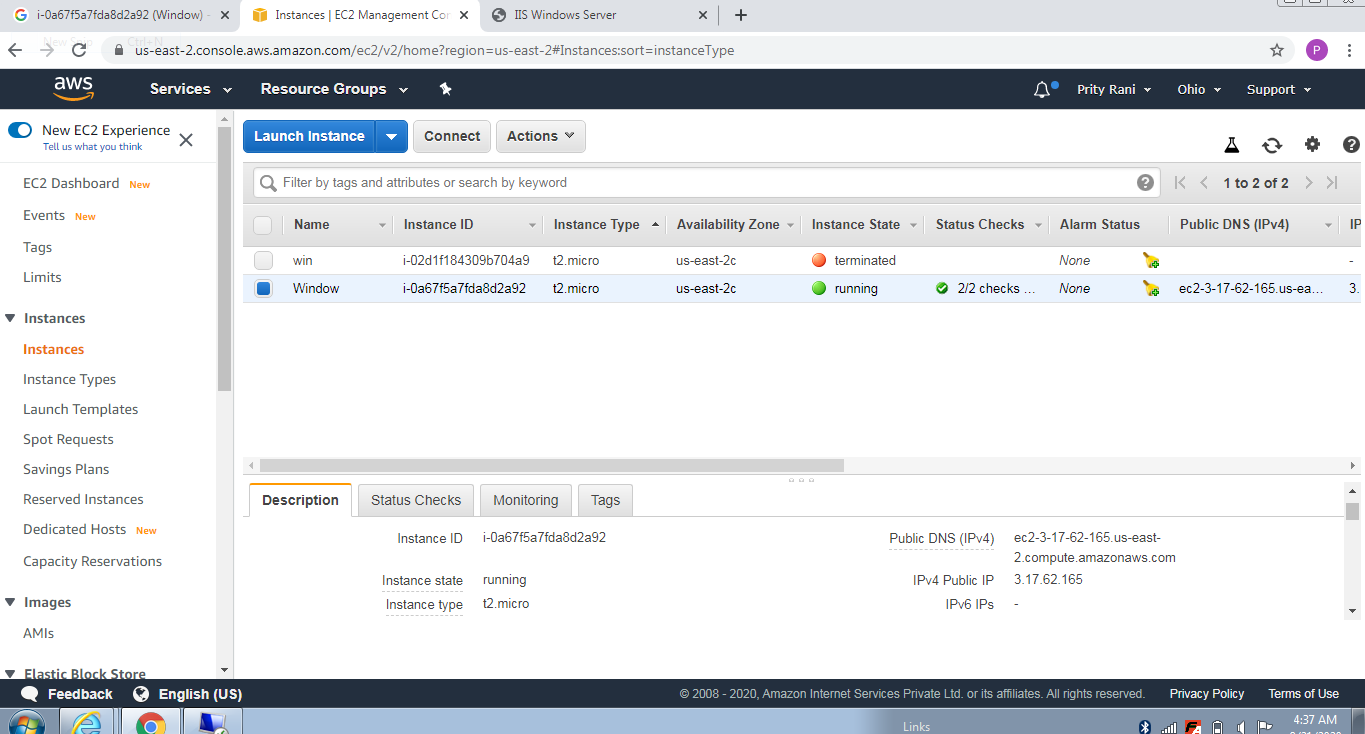 i-0a67f5a7fda8d2a92 (Window) -
Instances | EC2 Management Con
IIS Windows Server
us-east-2.console.aws.amazon.com/ec2/v2/home?region=us-east-2#Instances:sort=instanceType
P
aws
Services
Resource Groups
Prity Rani
Ohio
Support
New EC2 Experience
Tell us what you think
EC2 Dashboard New
Events New
Tags
Limits
Instances
Instances
Instance Types
Launch Templates
Spot Requests
Savings Plans
Reserved Instances
Dedicated Hosts New
Capacity Reservations
Images
AMIs
Elastic Block Store
Launch Instance
Connect
Actions
Filter by tags and attributes or search by keyword
1 to 2 of 2
Name Instance ID Instance Type Availability Zone Instance State Status Checks Alarm Status Public DNS (IPv4) IP
win i-02d1f184309b704a9 t2.micro us-east-2c terminated None -
Window i-0a67f5a7fda8d2a92 t2.micro us-east-2c running 2/2 checks ... None ec2-3-17-62-165.us-ea... 3.
Description
Status Checks
Monitoring
Tags
Instance ID i-0a67f5a7fda8d2a92
Instance state running
Instance type t2.micro
Public DNS (IPv4) ec2-3-17-62-165.us-east-
2.compute.amazonaws.com
IPv4 Public IP 3.17.62.165
IPv6 IPs -
Feedback
English (US)
© 2008 - 2020, Amazon Internet Services Private Ltd. or its affiliates. All rights reserved.
Privacy Policy
Terms of Use
Links
4:37 AM